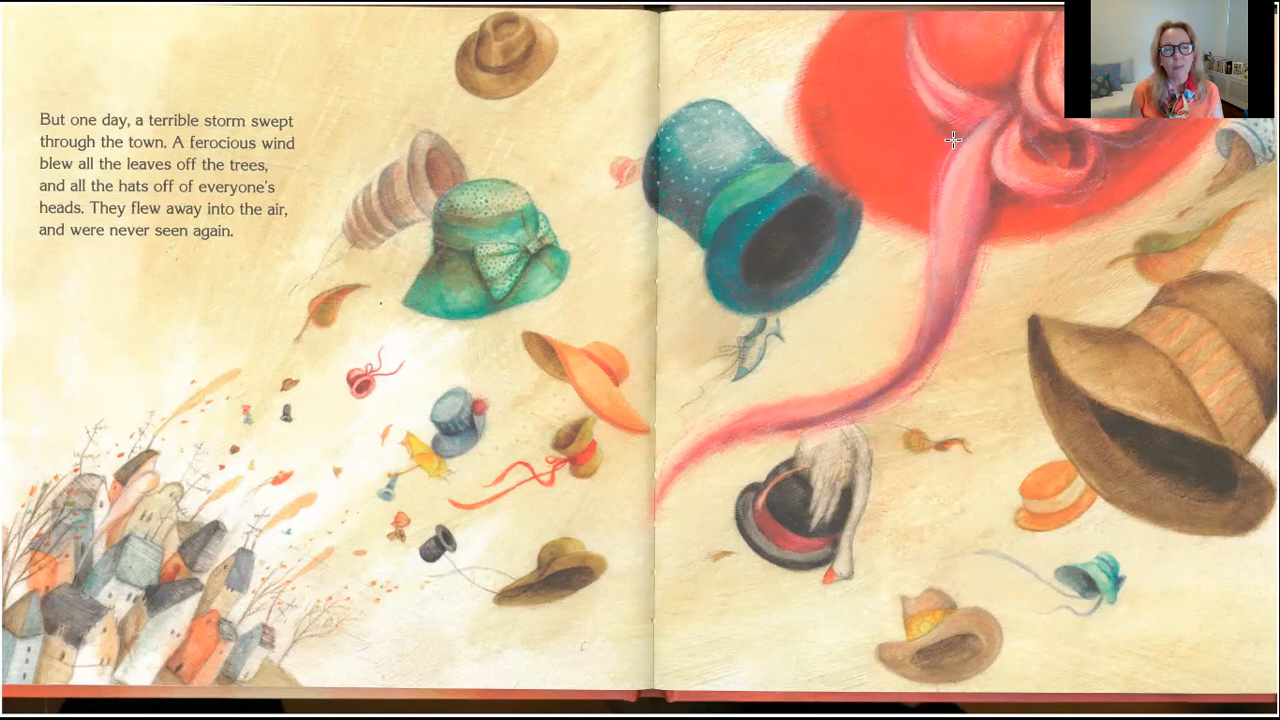 But one day, a terrible storm swept
through the town. A ferocious wind
blew all the leaves off the trees,
and all the hats off of everyone's
heads. They flew away into the air,
and were never seen again.